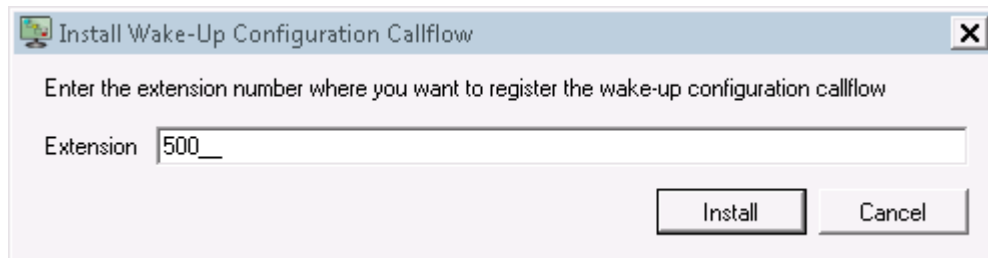 Install Wake-Up Configuration Callflow
Enter the extension number where you want to register the wake-up configuration callflow
Extension 500__
Install Cancel